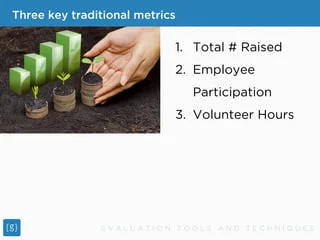 Three key traditional metrics
1. Total # Raised
2. Employee
Participation
3. Volunteer Hours
{g}
EVALUATION TOOLS AND TECHNIQUES